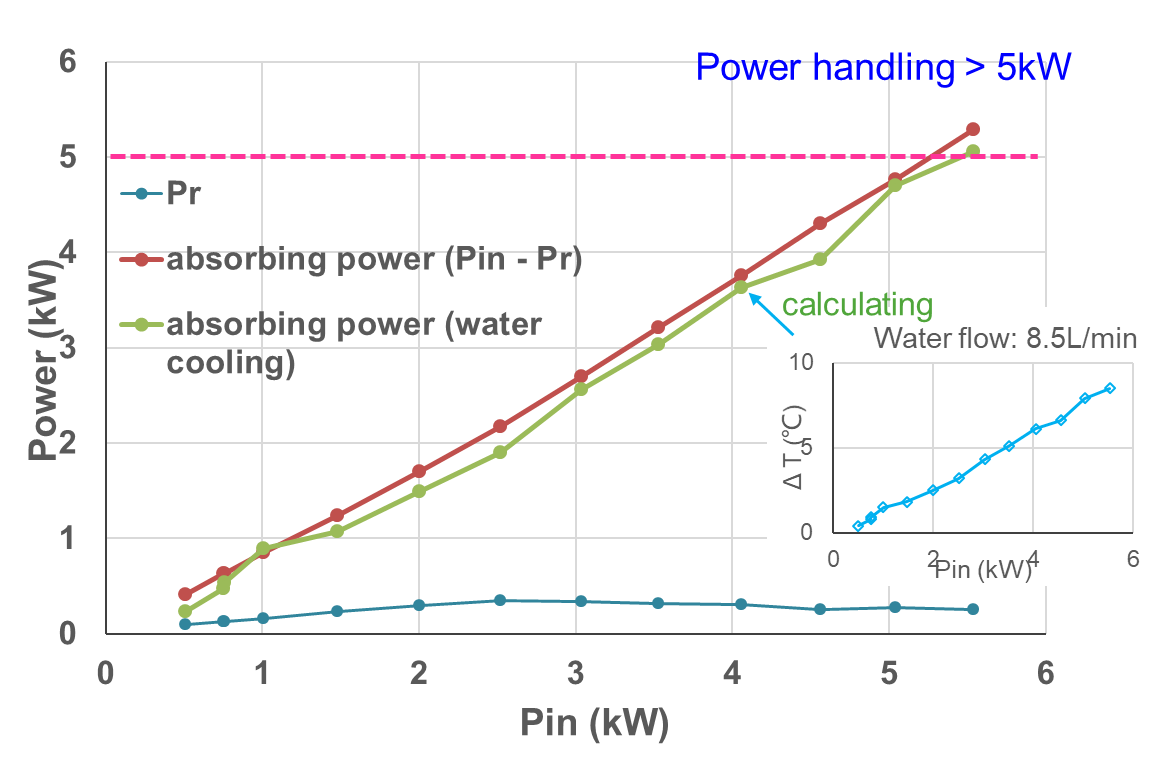 Power handling > 5kW
6
5
4
3
2
1
0
Power (kW)
Pr
absorbing power (Pin - Pr)
absorbing power (water
cooling)
calculating
Water flow: 8.5L/min
10
5
0
Δ T (℃)
0 2 4 6
Pin (kW)
0 1 2 3 4 5 6
Pin (kW)